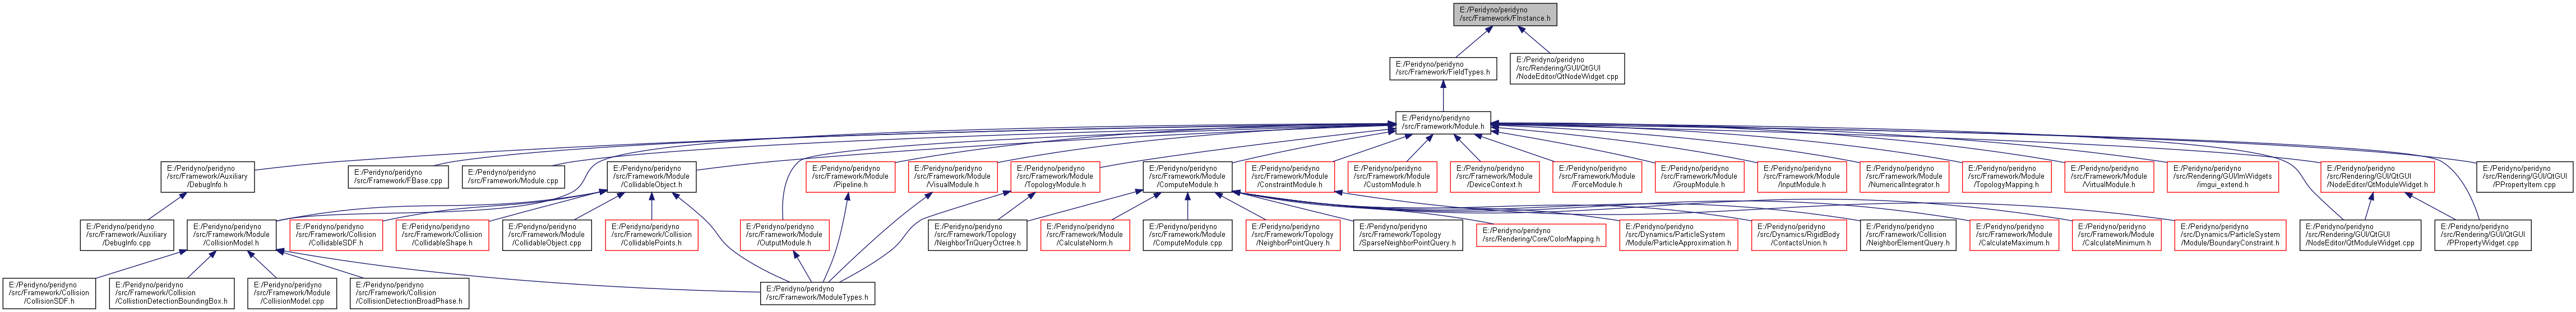 E:/Peridyno/peridyno
/src/Framework/FInstance.h
E:/Peridyno/peridyno
/src/Framework/FieldTypes.h
E:/Peridyno/peridyno
/src/Rendering/GUI/QtGUI
/NodeEditor/QtNodeWidget.cpp
E:/Peridyno/peridyno
/src/Framework/Module.h
E:/Peridyno/peridyno
/src/Framework/Auxiliary
/DebugInfo.h
E:/Peridyno/peridyno
/src/Framework/FBase.cpp
E:/Peridyno/peridyno
/src/Framework/Module.cpp
E:/Peridyno/peridyno
/src/Framework/Module
/CollidableObject.h
E:/Peridyno/peridyno
/src/Framework/Module
/Pipeline.h
E:/Peridyno/peridyno
/src/Framework/Module
/VisualModule.h
E:/Peridyno/peridyno
/src/Framework/Module
/TopologyModule.h
E:/Peridyno/peridyno
/src/Framework/Module
/ComputeModule.h
E:/Peridyno/peridyno
/src/Framework/Module
/ConstraintModule.h
E:/Peridyno/peridyno
/src/Framework/Module
/CustomModule.h
E:/Peridyno/peridyno
/src/Framework/Module
/DeviceContext.h
E:/Peridyno/peridyno
/src/Framework/Module
/ForceModule.h
E:/Peridyno/peridyno
/src/Framework/Module
/GroupModule.h
E:/Peridyno/peridyno
/src/Framework/Module
/InputModule.h
E:/Peridyno/peridyno
/src/Framework/Module
/NumericalIntegrator.h
E:/Peridyno/peridyno
/src/Framework/Module
/TopologyMapping.h
E:/Peridyno/peridyno
/src/Framework/Module
/VirtualModule.h
E:/Peridyno/peridyno
/src/Rendering/GUI/ImWidgets
/imgui_extend.h
E:/Peridyno/peridyno
/src/Rendering/GUI/QtGUI
/NodeEditor/QtModuleWidget.h
E:/Peridyno/peridyno
/src/Rendering/GUI/QtGUI
/PPropertyItem.cpp
E:/Peridyno/peridyno
/src/Framework/Auxiliary
/DebugInfo.cpp
E:/Peridyno/peridyno
/src/Framework/Module
/CollisionModel.h
E:/Peridyno/peridyno
/src/Framework/Collision
/CollidableSDF.h
E:/Peridyno/peridyno
/src/Framework/Collision
/CollidableShape.h
E:/Peridyno/peridyno
/src/Framework/Module
/CollidableObject.cpp
E:/Peridyno/peridyno
/src/Framework/Collision
/CollidablePoints.h
E:/Peridyno/peridyno
/src/Framework/Module
/OutputModule.h
E:/Peridyno/peridyno
/src/Framework/Topology
/NeighborTriQueryOctree.h
E:/Peridyno/peridyno
/src/Framework/Module
/CalculateNorm.h
E:/Peridyno/peridyno
/src/Framework/Module
/ComputeModule.cpp
E:/Peridyno/peridyno
/src/Framework/Topology
/NeighborPointQuery.h
E:/Peridyno/peridyno
/src/Framework/Topology
/SparseNeighborPointQuery.h
E:/Peridyno/peridyno
/src/Rendering/Core/ColorMapping.h
E:/Peridyno/peridyno
/src/Dynamics/ParticleSystem
/Module/ParticleApproximation.h
E:/Peridyno/peridyno
/src/Dynamics/RigidBody
/ContactsUnion.h
E:/Peridyno/peridyno
/src/Framework/Collision
/NeighborElementQuery.h
E:/Peridyno/peridyno
/src/Framework/Module
/CalculateMaximum.h
E:/Peridyno/peridyno
/src/Framework/Module
/CalculateMinimum.h
E:/Peridyno/peridyno
/src/Dynamics/ParticleSystem
/Module/BoundaryConstraint.h
E:/Peridyno/peridyno
/src/Rendering/GUI/QtGUI
/NodeEditor/QtModuleWidget.cpp
E:/Peridyno/peridyno
/src/Rendering/GUI/QtGUI
/PPropertyWidget.cpp
E:/Peridyno/peridyno
/src/Framework/Collision
/CollisionSDF.h
E:/Peridyno/peridyno
/src/Framework/Collision
/CollistionDetectionBoundingBox.h
E:/Peridyno/peridyno
/src/Framework/Module
/CollisionModel.cpp
E:/Peridyno/peridyno
/src/Framework/Collision
/CollisionDetectionBroadPhase.h
E:/Peridyno/peridyno
/src/Framework/ModuleTypes.h